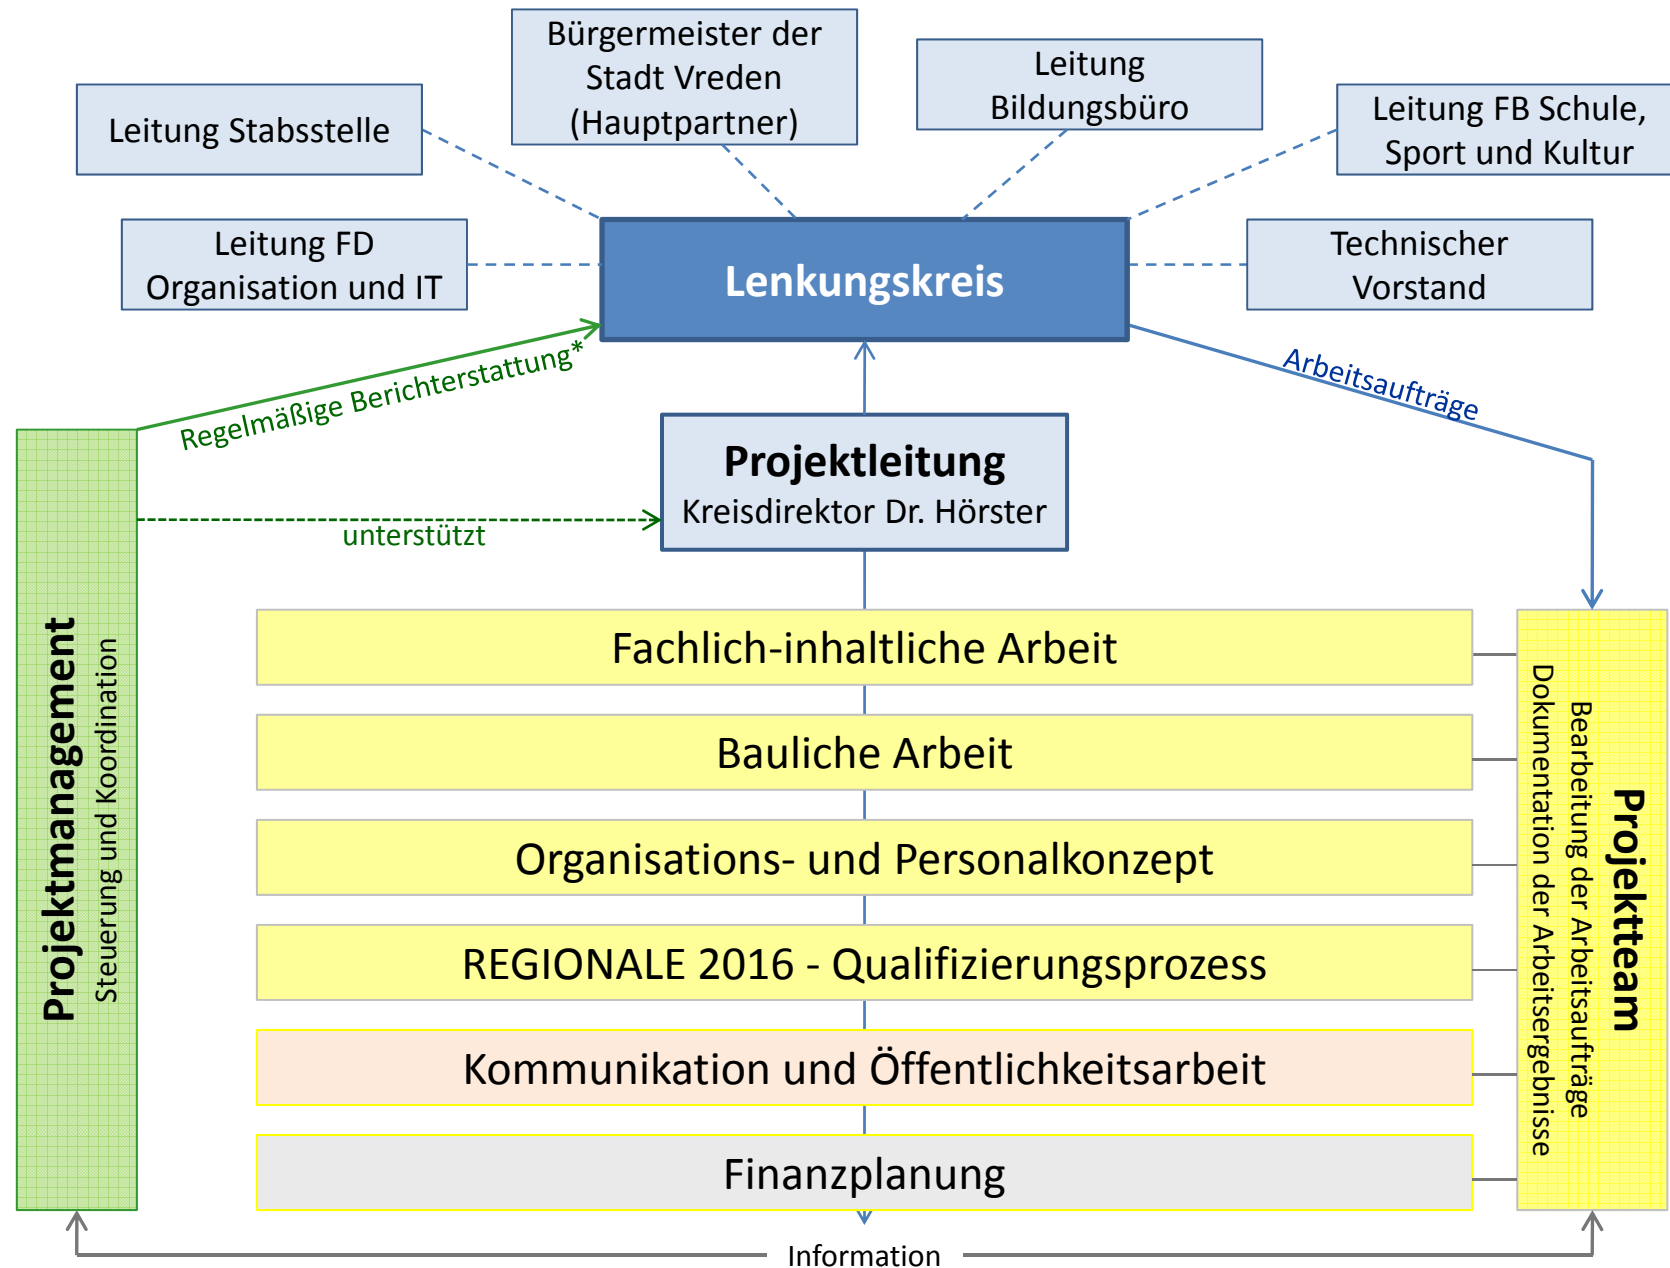 Bürgermeister der
Stadt Vreden
(Hauptpartner)
Leitung
Bildungsbüro
Leitung Stabsstelle
Leitung FB Schule,
Sport und Kultur
Leitung FD
Organisation und IT
Lenkungskreis
Technischer
Vorstand
Regelmäßige Berichterstattung*
Arbeitsaufträge
Projektleitung
Kreisdirektor Dr. Hörster
unterstützt
Projektmanagement
Steuerung und Koordination
Fachlich-inhaltliche Arbeit
Bauliche Arbeit
Organisations- und Personalkonzept
REGIONALE 2016 - Qualifizierungsprozess
Kommunikation und Öffentlichkeitsarbeit
Finanzplanung
Projektteam
Bearbeitung der Arbeitsaufträge
Dokumentation der Arbeitsergebnisse
Information